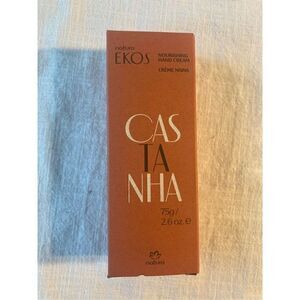 natura
EKOS
NOURISHING
HAND CREAM
CRÈME MAINS
CAS
TA
NHA
75g/
2.6 oz. ℮
natura